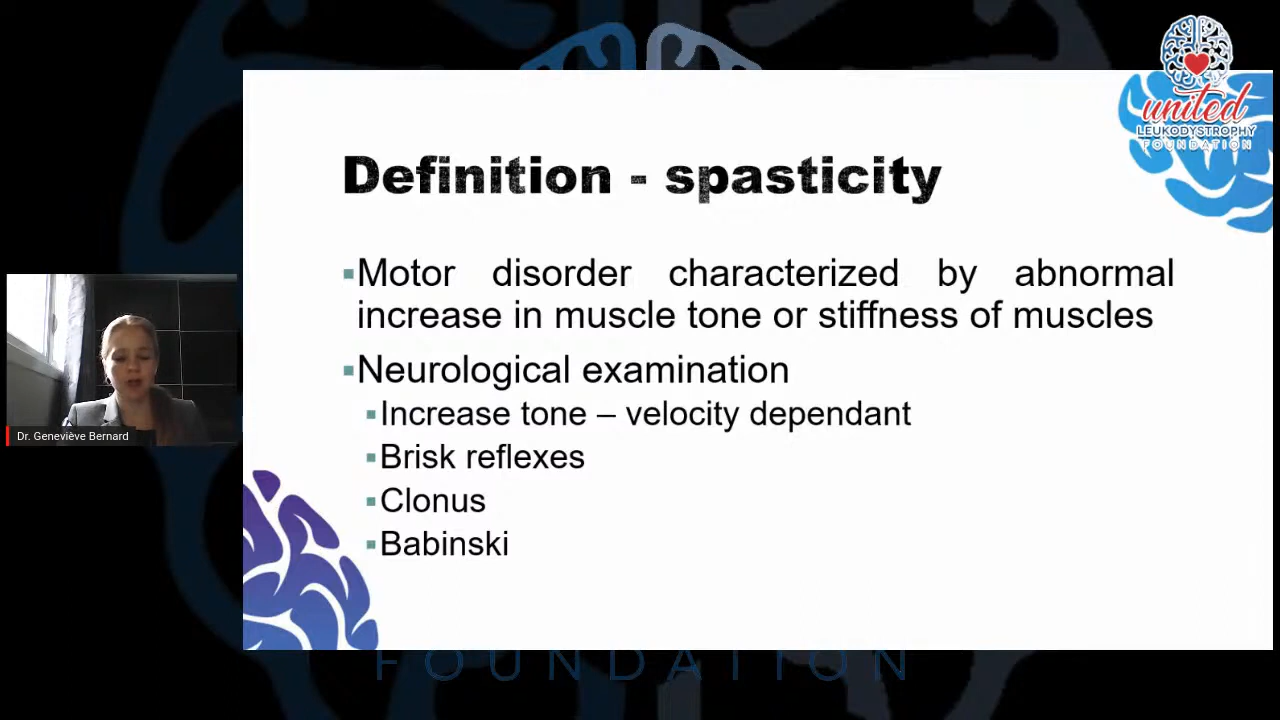 united
LEUKODYSTROPHY
FOUNDATION
Definition - spasticity
▪Motor disorder characterized by abnormal
increase in muscle tone or stiffness of muscles
▪Neurological examination
▪Increase tone – velocity dependant
▪Brisk reflexes
▪Clonus
▪Babinski
Dr. Geneviève Bernard
FOUNDATION